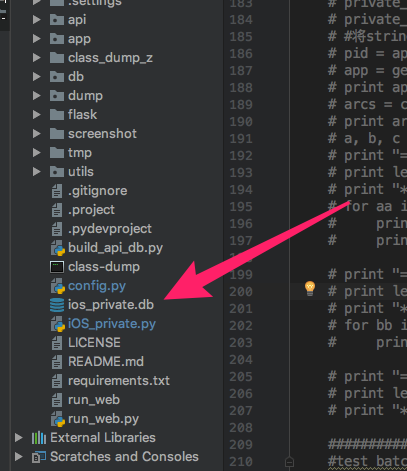 .settings
api
app
class_dump_z
db
dump
flask
screenshot
tmp
utils
.gitignore
.project
.pydevproject
build_api_db.py
class-dump
config.py
ios_private.db
iOS_private.py
LICENSE
README.md
requirements.txt
run_web
run_web.py
External Libraries
Scratches and Consoles
183 # private_
184 # private_
185 # #将strin
186 # pid = ap
187 # app = ge
188 # print ap
189 # arcs = c
190 # print ar
191 # a, b, c
192 # print "=
193 # print le
194 # print "*
195 # for aa i
196 # prin
197 # prin
198
199 # print "=
200 # print le
201 # print "*
202 # for bb i
203 # prin
204
205 # print "=
206 # print le
207 # print "*
208
209 ###########
210 #test batc